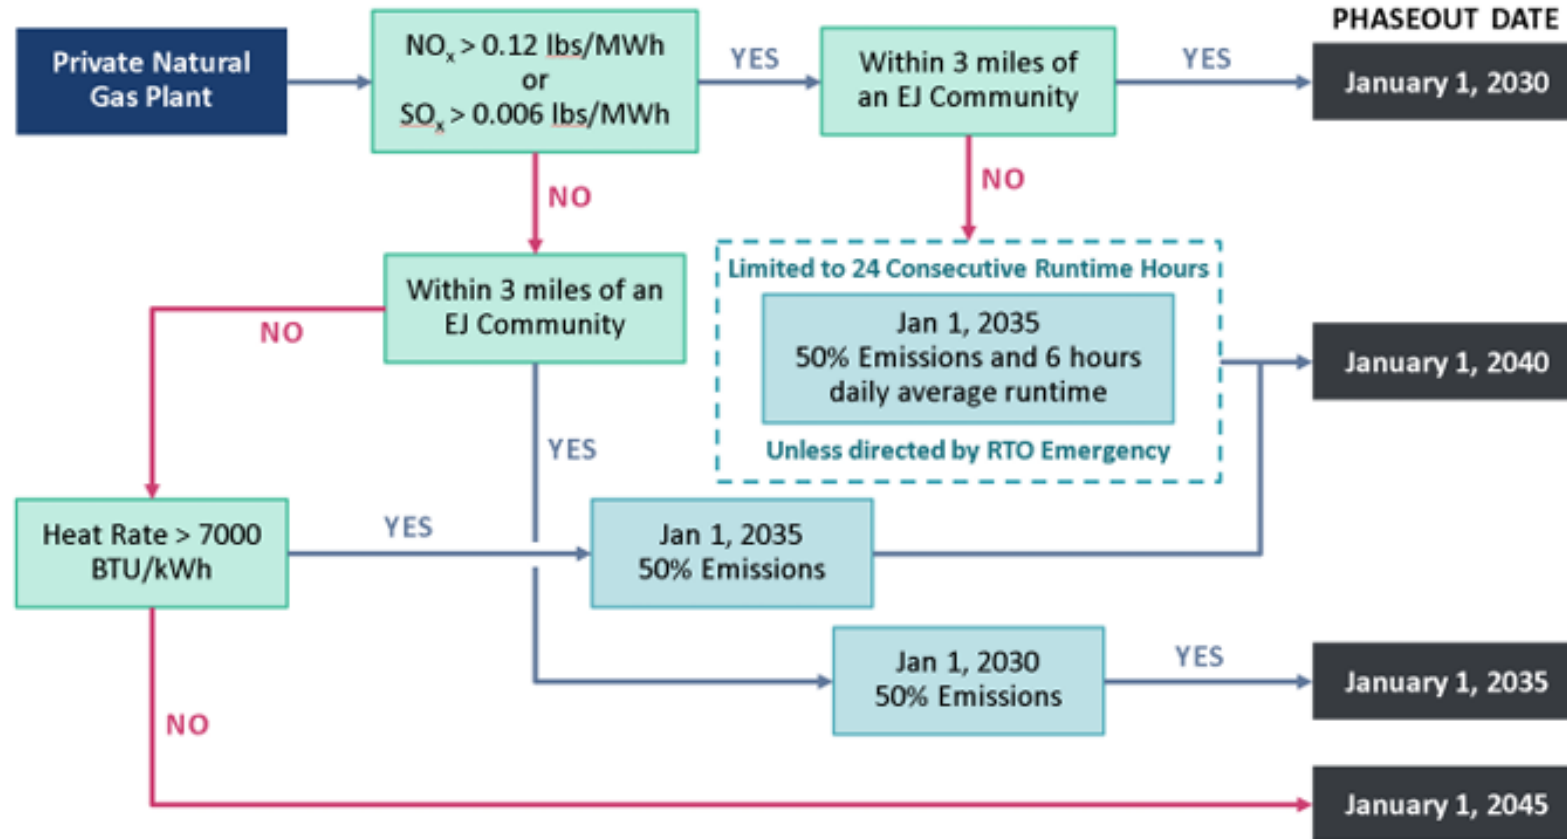 PHASEOUT DATE
Private Natural
Gas Plant
NOx > 0.12 lbs/MWh
or
SOx > 0.006 lbs/MWh
YES
Within 3 miles of
an EJ Community
YES
January 1, 2030
NO
NO
Within 3 miles of an
EJ Community
NO
Limited to 24 Consecutive Runtime Hours
Jan 1, 2035
50% Emissions and 6 hours
daily average runtime
Unless directed by RTO Emergency
January 1, 2040
YES
Heat Rate > 7000
BTU/kWh
YES
Jan 1, 2035
50% Emissions
Jan 1, 2030
50% Emissions
YES
January 1, 2035
NO
January 1, 2045